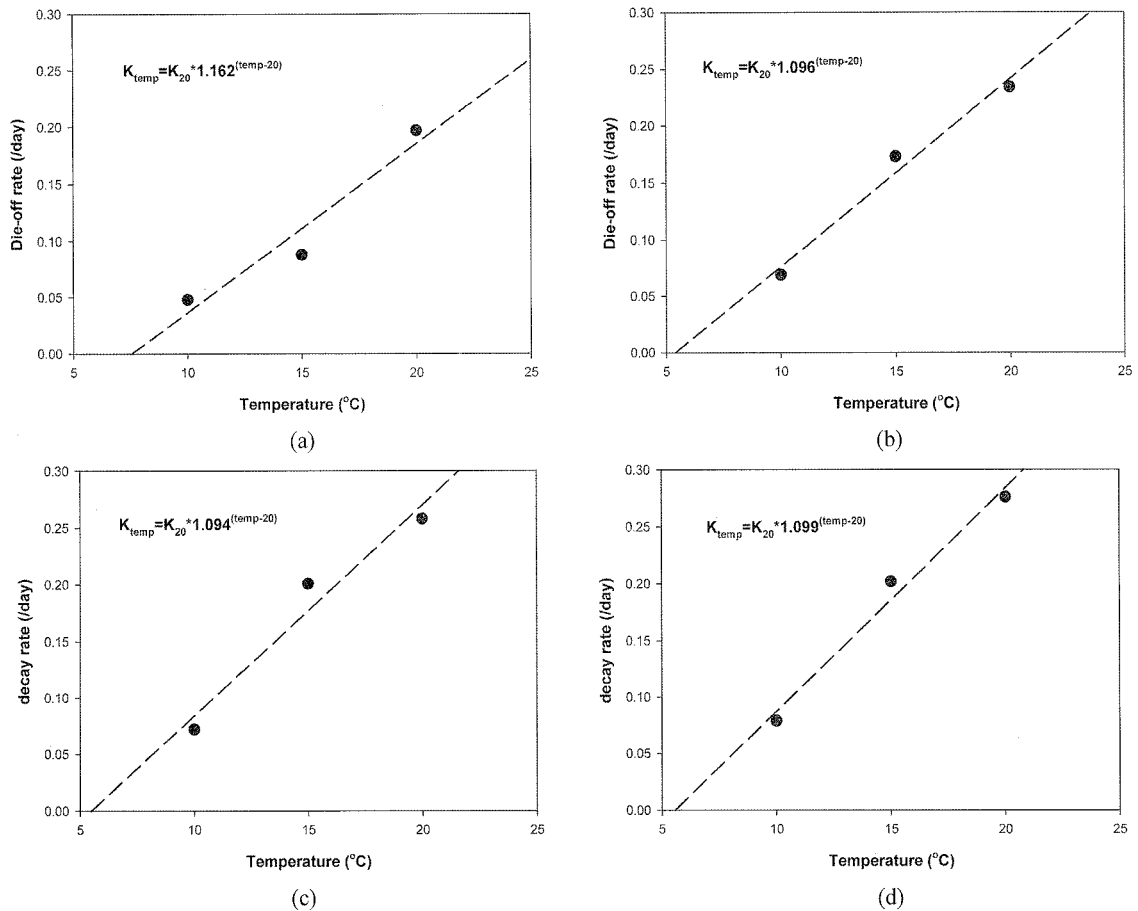 K_temp=K_20*1.162^(temp-20)
Die-off rate (/day)
0.30
0.25
0.20
0.15
0.10
0.05
0.00
5 10 15 20 25
Temperature (°C)
(a)
K_temp=K_20*1.096^(temp-20)
Die-off rate (/day)
0.30
0.25
0.20
0.15
0.10
0.05
0.00
5 10 15 20 25
Temperature (°C)
(b)
K_temp=K_20*1.094^(temp-20)
decay rate (/day)
0.30
0.25
0.20
0.15
0.10
0.05
0.00
5 10 15 20 25
Temperature (°C)
(c)
K_temp=K_20*1.099^(temp-20)
decay rate (/day)
0.30
0.25
0.20
0.15
0.10
0.05
0.00
5 10 15 20 25
Temperature (°C)
(d)